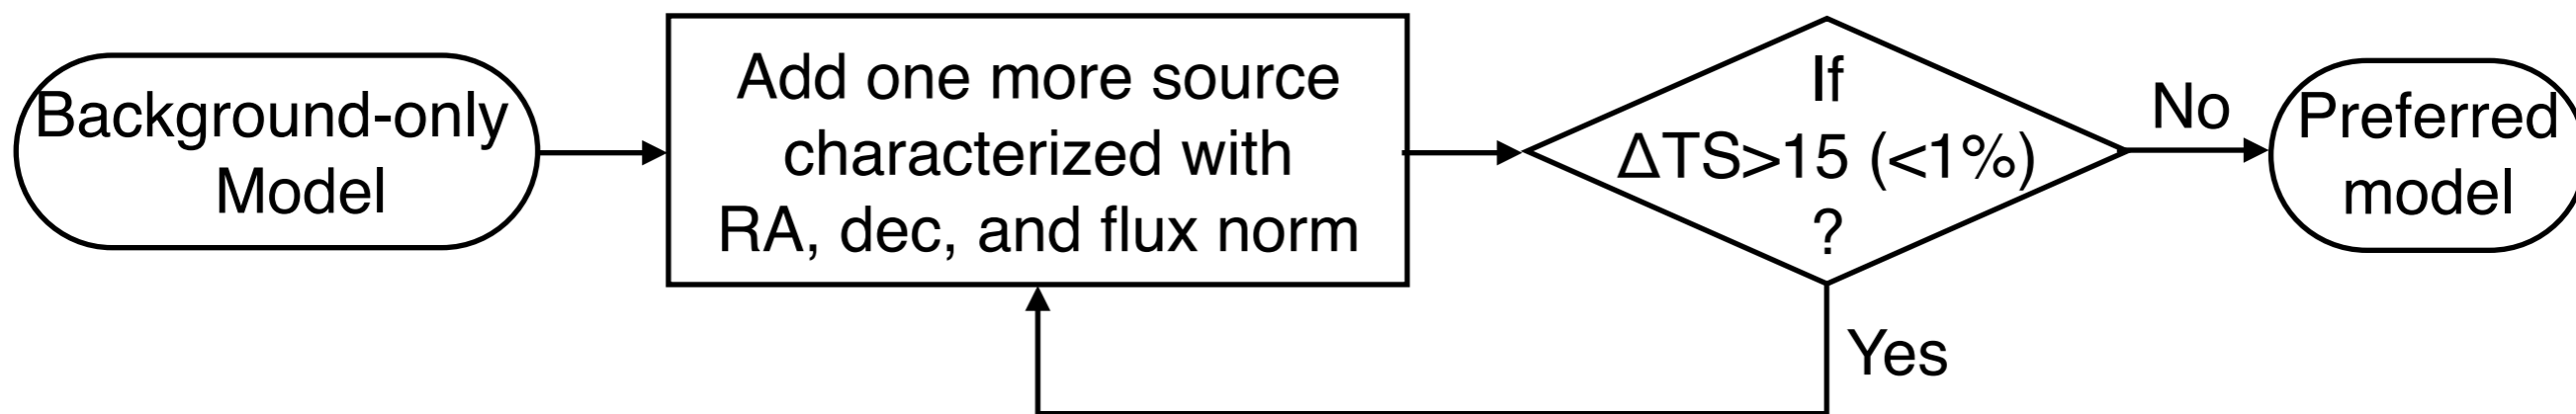 Background-only
Model
Add one more source
characterized with
RA, dec, and flux norm
If
ΔTS>15 (<1%)
?
No
Preferred
model
Yes